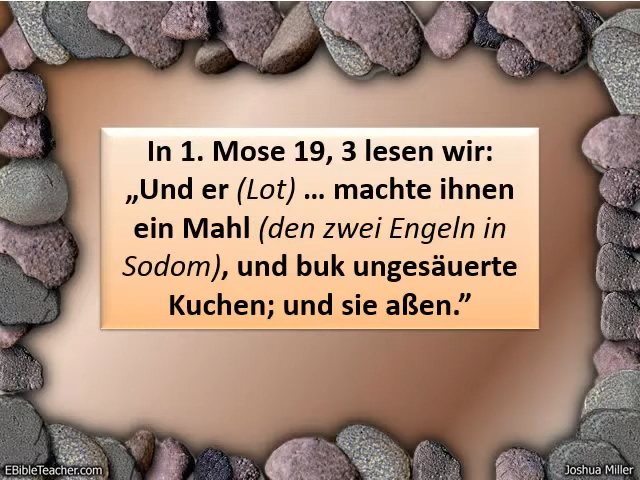 In 1. Mose 19, 3 lesen wir:
„Und er (Lot) … machte ihnen
ein Mahl (den zwei Engeln in
Sodom), und buk ungesäuerte
Kuchen; und sie aßen.”
EBibleTeacher.com
Joshua Miller